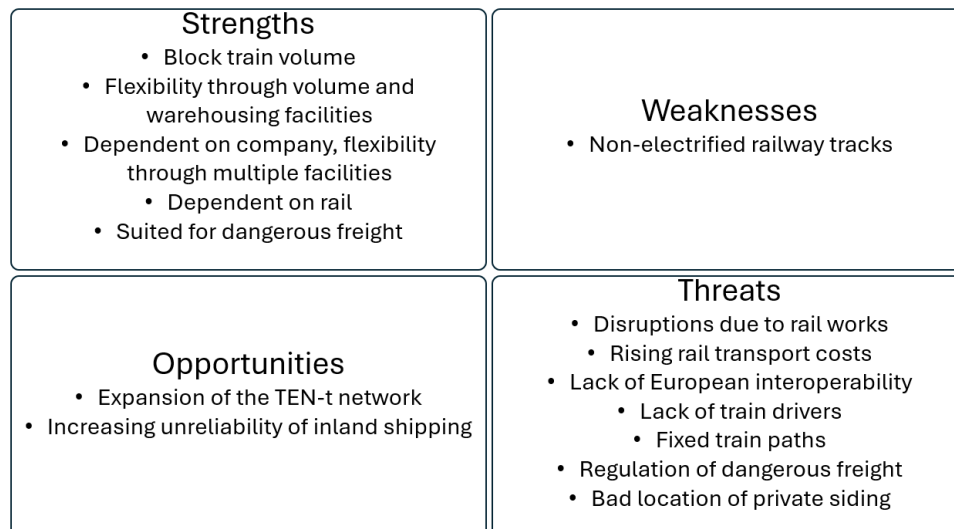 Strengths
• Block train volume
• Flexibility through volume and
warehousing facilities
• Dependent on company, flexibility
through multiple facilities
• Dependent on rail
• Suited for dangerous freight
Weaknesses
• Non-electrified railway tracks
Opportunities
• Expansion of the TEN-t network
• Increasing unreliability of inland shipping
Threats
• Disruptions due to rail works
• Rising rail transport costs
• Lack of European interoperability
• Lack of train drivers
• Fixed train paths
• Regulation of dangerous freight
• Bad location of private siding